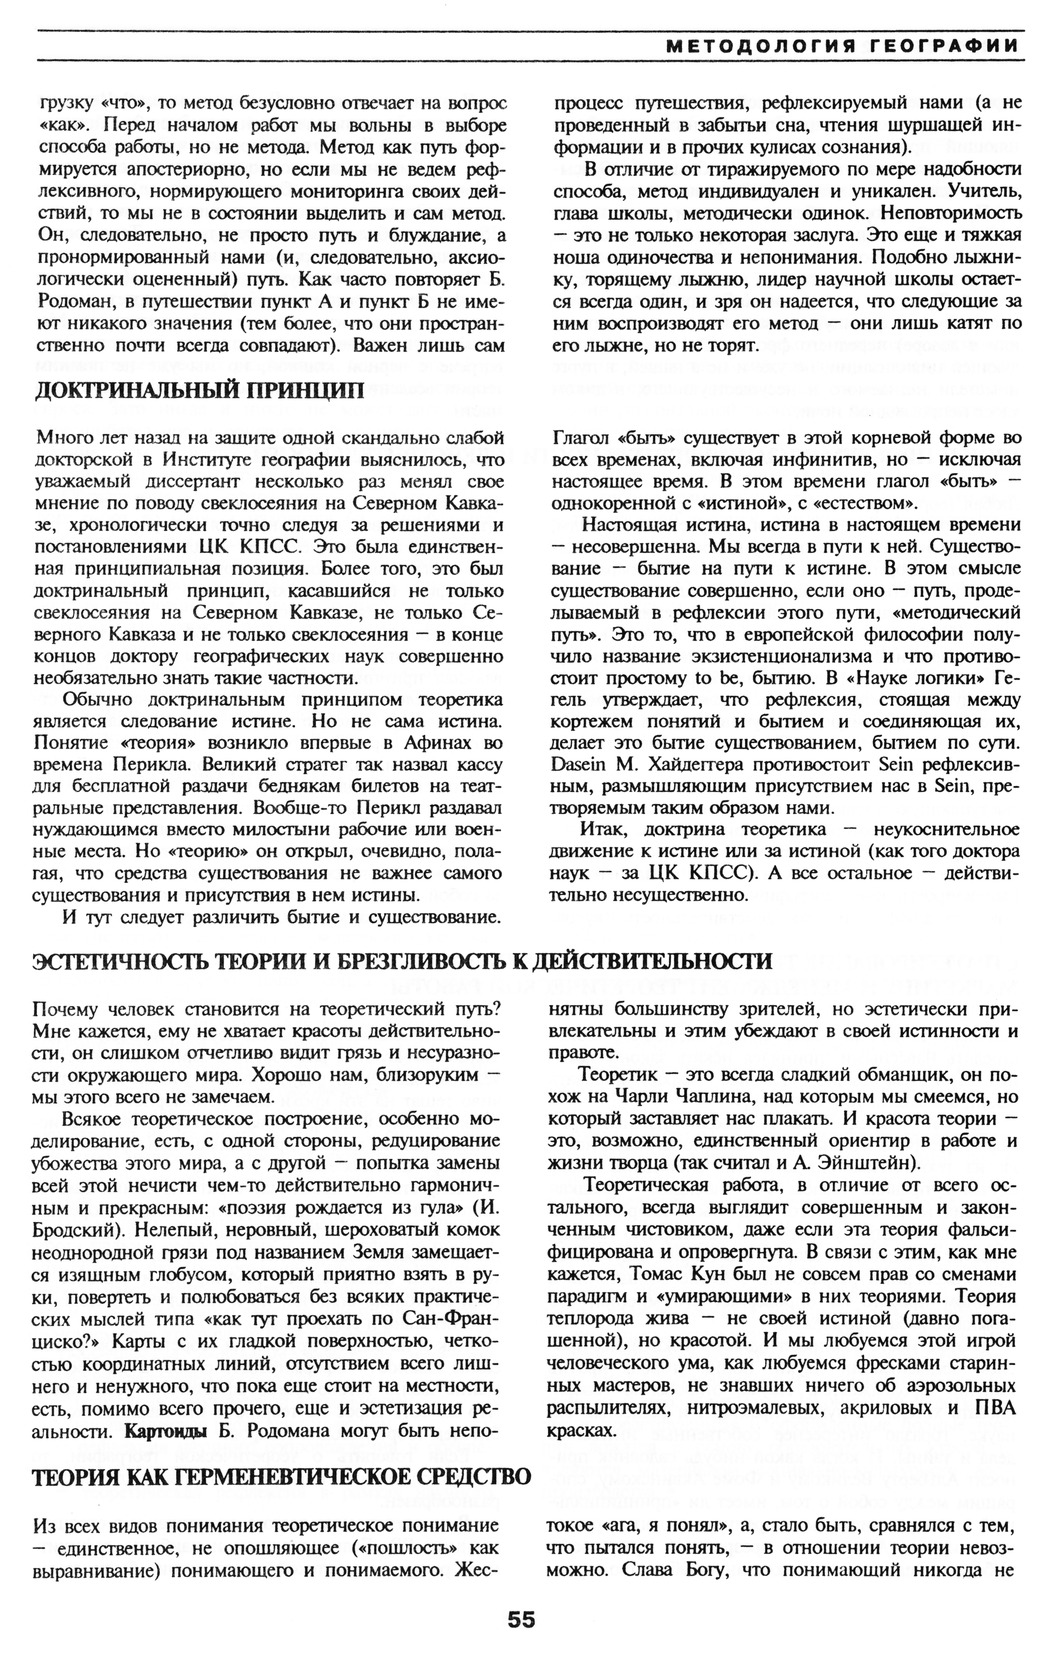 МЕТОДОЛОГИЯ ГЕОГРАФИИ
грузку «что», то метод безусловно отвечает на вопрос
«как». Перед началом работ мы вольны в выборе
способа работы, но не метода. Метод как путь фор-
мируется апостериорно, но если мы не ведем реф-
лексивного, нормирующего мониторинга своих дей-
ствий, то мы не в состоянии выделить и сам метод.
Он, следовательно, не просто путь и блуждание, а
пронормированный нами (и, следовательно, аксио-
логически оцененный) путь. Как часто повторяет Б.
Родоман, в путешествии пункт А и пункт Б не име-
ют никакого значения (тем более, что они простран-
ственно почти всегда совпадают). Важен лишь сам
процесс путешествия, рефлексируемый нами (а не
проведенный в забытьи сна, чтения шуршащей ин-
формации и в прочих кулисах сознания).
В отличие от тиражируемого по мере надобности
способа, метод индивидуален и уникален. Учитель,
глава школы, методически одинок. Неповторимость
— это не только некоторая заслуга. Это еще и тяжкая
ноша одиночества и непонимания. Подобно лыжни-
ку, торящему лыжню, лидер научной школы остает-
ся всегда один, и зря он надеется, что следующие за
ним воспроизводят его метод — они лишь катят по
его лыжне, но не торят.
ДОКТРИНАЛЬНЫЙ ПРИНЦИП
Много лет назад на защите одной скандально слабой
докторской в Институте географии выяснилось, что
уважаемый диссертант несколько раз менял свое
мнение по поводу свеклосеяния на Северном Кавка-
зе, хронологически точно следуя за решениями и
постановлениями ЦК КПСС. Это была единствен-
ная принципиальная позиция. Более того, это был
доктринальный принцип, касавшийся не только
свеклосеяния на Северном Кавказе, не только Се-
верного Кавказа и не только свеклосеяния — в конце
концов доктору географических наук совершенно
необязательно знать такие частности.
Обычно доктринальным принципом теоретика
является следование истине. Но не сама истина.
Понятие «теория» возникло впервые в Афинах во
времена Перикла. Великий стратег так назвал кассу
для бесплатной раздачи беднякам билетов на теат-
ральные представления. Вообще-то Перикл раздавал
нуждающимся вместо милостыни рабочие или воен-
ные места. Но «теорию» он открыл, очевидно, пола-
гая, что средства существования не важнее самого
существования и присутствия в нем истины.
И тут следует различить бытие и существование.
Глагол «быть» существует в этой корневой форме во
всех временах, включая инфинитив, но — исключая
настоящее время. В этом времени глагол «быть» —
однокоренной с «истиной», с «естеством».
Настоящая истина, истина в настоящем времени
— несовершенна. Мы всегда в пути к ней. Существо-
вание — бытие на пути к истине. В этом смысле
существование совершенно, если оно — путь, проде-
лываемый в рефлексии этого пути, «методический
путь». Это то, что в европейской философии полу-
чило название экзистенционализма и что противо-
стоит простому to be, бытию. В «Науке логики» Ге-
гель утверждает, что рефлексия, стоящая между
кортежем понятий и бытием и соединяющая их,
делает это бытие существованием, бытием по сути.
Dasein М. Хайдеггера противостоит Sein рефлексив-
ным, размышляющим присутствием нас в Sein, пре-
творяемым таким образом нами.
Итак, доктрина теоретика — неукоснительное
движение к истине или за истиной (как того доктора
наук — за ЦК КПСС). А все остальное — действи-
тельно несущественно.
ЭСТЕТИЧНОСТЬ ТЕОРИИ И БРЕЗГЛИВОСТЬ К ДЕЙСТВИТЕЛЬНОСТИ
Почему человек становится на теоретический путь?
Мне кажется, ему не хватает красоты действительно-
сти, он слишком отчетливо видит грязь и несуразно-
сти окружающего мира. Хорошо нам, близоруким —
мы этого всего не замечаем.
Всякое теоретическое построение, особенно мо-
делирование, есть, с одной стороны, редуцирование
убожества этого мира, а с другой — попытка замены
всей этой нечисти чем-то действительно гармонич-
ным и прекрасным: «поэзия рождается из гула» (И.
Бродский). Нелепый, неровный, шероховатый комок
неоднородной грязи под названием Земля замещает-
ся изящным глобусом, который приятно взять в ру-
ки, повертеть и полюбоваться без всяких практиче-
ских мыслей типа «как тут проехать по Сан-Фран-
циско?» Карты с их гладкой поверхностью, четко-
стью координатных линий, отсутствием всего лиш-
него и ненужного, что пока еще стоит на местности,
есть, помимо всего прочего, еще и эстетизация ре-
альности. Картоиды Б. Родомана могут быть непо-
нятны большинству зрителей, но эстетически при-
влекательны и этим убеждают в своей истинности и
правоте.
Теоретик — это всегда сладкий обманщик, он по-
хож на Чарли Чаплина, над которым мы смеемся, но
который заставляет нас плакать. И красота теории —
это, возможно, единственный ориентир в работе и
жизни творца (так считал и А. Эйнштейн).
Теоретическая работа, в отличие от всего ос-
тального, всегда выглядит совершенным и закон-
ченным чистовиком, даже если эта теория фальси-
фицирована и опровергнута. В связи с этим, как мне
кажется, Томас Кун был не совсем прав со сменами
парадигм и «умирающими» в них теориями. Теория
теплорода жива — не своей истиной (давно пога-
шенной), но красотой. И мы любуемся этой игрой
человеческого ума, как любуемся фресками старин-
ных мастеров, не знавших ничего об аэрозольных
распылителях, нитроэмалевых, акриловых и ПВА
красках.
ТЕОРИЯ КАК ГЕРМЕНЕВТИЧЕСКОЕ СРЕДСТВО
Из всех видов понимания теоретическое понимание
— единственное, не опошляющее («пошлость» как
выравнивание) понимающего и понимаемого. Жес-
токое «ага, я понял», а, стало быть, сравнялся с тем,
что пытался понять, — в отношении теории невоз-
можно. Слава Богу, что понимающий никогда не
55